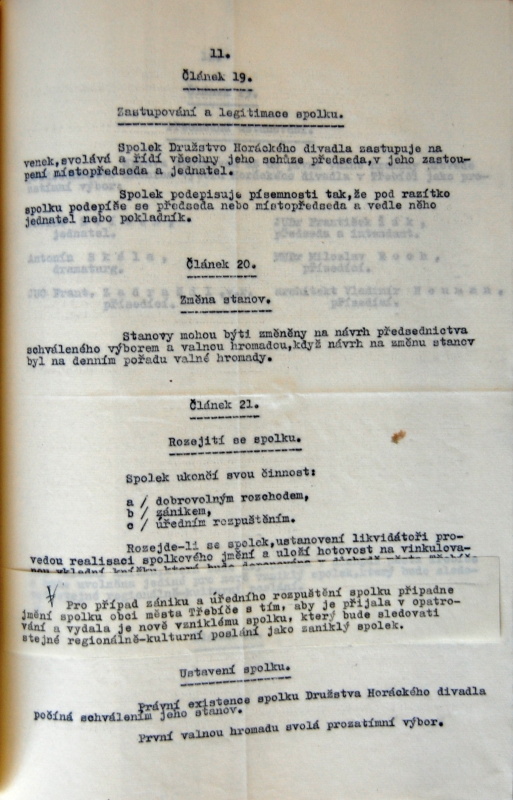 11.
Článek 19.
Zastupování a legitimace spolku.
Spolek Družstvo Horáckého divadla zastupuje na
venek,svolává a řídí všechny jeho schůze předseda,v jeho zastou-
pení místopředseda a jednatel.
Spolek podepisuje písemnosti tak,že pod razítko
spolku podepíše se předseda nebo místopředseda a vedle něho
jednatel nebo pokladník.
Článek 20.
Změna stanov.
Stanovy mohou býti změněny na návrh předsednictva
schváleného výborem a valnou hromadou,když návrh na změnu stanov
byl na denním pořadu valné hromady.
Článek 21.
Rozejití se spolku.
Spolek ukončí svou činnost:
a / dobrovolným rozchodem,
b / zánikem,
c / úředním rozpuštěním.
Rozejde-li se spolek,ustanovení likvidátoři pro-
vedou realisaci spolkového jmění a uloží hotovost na vinkulova-
nou vkladní knížku,která bude
Pro případ zániku a úředního rozpuštění spolku připadne
jmění spolku obci města Třebíče s tím, aby je přijala v opatro-
vání a vydala je nově vzniklému spolku, který bude sledovati
stejné regionálně-kulturní poslání jako zaniklý spolek.
Ustavení spolku.
Právní existence spolku Družstva Horáckého divadla
počíná schválením jeho stanov.
První valnou hromadu svolá prozatímní výbor.